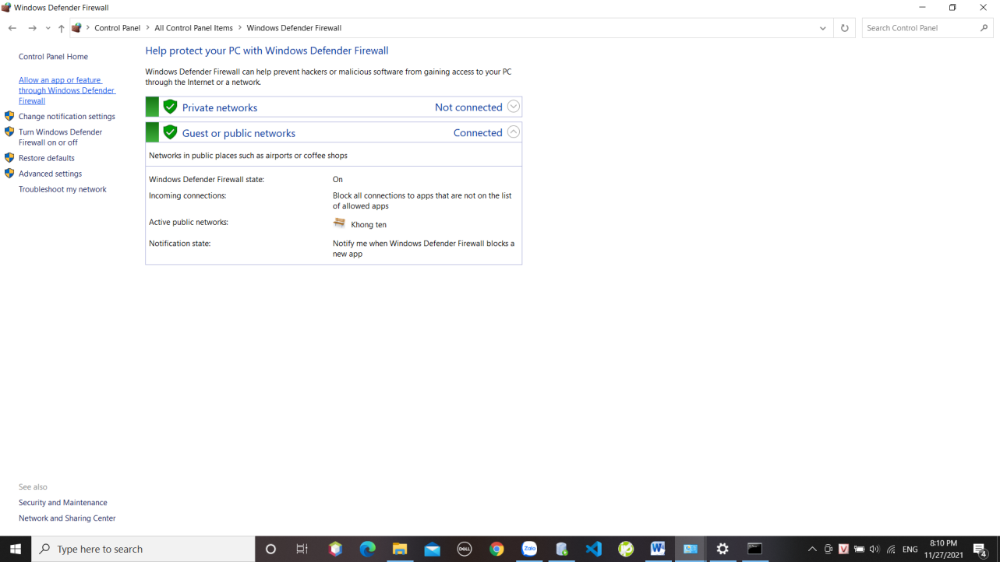 Windows Defender Firewall
Control Panel > All Control Panel Items > Windows Defender Firewall
Search Control Panel
Control Panel Home
Allow an app or feature
through Windows Defender
Firewall
Change notification settings
Turn Windows Defender
Firewall on or off
Restore defaults
Advanced settings
Troubleshoot my network
Help protect your PC with Windows Defender Firewall
Windows Defender Firewall can help prevent hackers or malicious software from gaining access to your PC
through the Internet or a network.
Private networks Not connected
Guest or public networks Connected
Networks in public places such as airports or coffee shops
Windows Defender Firewall state: On
Incoming connections: Block all connections to apps that are not on the list
of allowed apps
Active public networks: Khong ten
Notification state: Notify me when Windows Defender Firewall blocks a
new app
See also
Security and Maintenance
Network and Sharing Center
Type here to search
DELL
Zalo
W
V
ENG
8:10 PM
11/27/2021
4